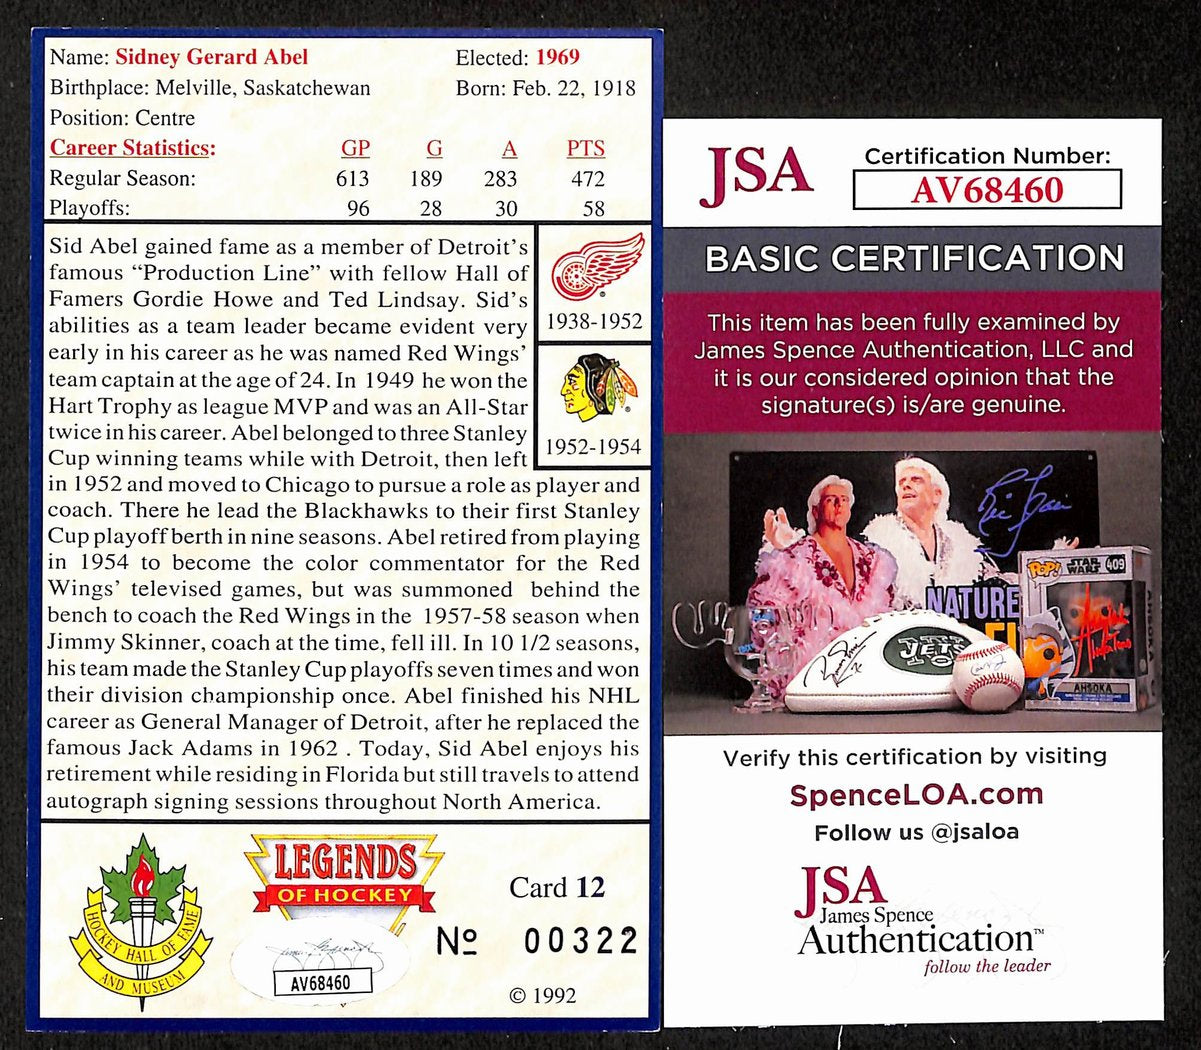 Name: Sidney Gerard Abel Elected: 1969
Birthplace: Melville, Saskatchewan Born: Feb. 22, 1918
Position: Centre
Career Statistics: GP G A PTS
Regular Season: 613 189 283 472
Playoffs: 96 28 30 58
Sid Abel gained fame as a member of Detroit's
famous “Production Line” with fellow Hall of
Famers Gordie Howe and Ted Lindsay. Sid's
abilities as a team leader became evident very
early in his career as he was named Red Wings'
team captain at the age of 24. In 1949 he won the
Hart Trophy as league MVP and was an All-Star
twice in his career. Abel belonged to three Stanley
Cup winning teams while with Detroit, then left
in 1952 and moved to Chicago to pursue a role as player and
coach. There he lead the Blackhawks to their first Stanley
Cup playoff berth in nine seasons. Abel retired from playing
in 1954 to become the color commentator for the Red
Wings' televised games, but was summoned behind the
bench to coach the Red Wings in the 1957-58 season when
Jimmy Skinner, coach at the time, fell ill. In 10 1/2 seasons,
his team made the Stanley Cup playoffs seven times and won
their division championship once. Abel finished his NHL
career as General Manager of Detroit, after he replaced the
famous Jack Adams in 1962 . Today, Sid Abel enjoys his
retirement while residing in Florida but still travels to attend
autograph signing sessions throughout North America.
1938-1952
1952-1954
HOCKEY HALL OF FAME
AND MUSEUM
LEGENDS
OF HOCKEY
AV68460
Card 12
Nº 00322
© 1992
JSA
Certification Number:
AV68460
BASIC CERTIFICATION
This item has been fully examined by
James Spence Authentication, LLC and
it is our considered opinion that the
signature(s) is/are genuine.
NATURE
JETS
POP!
STAR WARS
409
AHSOKA
Verify this certification by visiting
SpenceLOA.com
Follow us @jsaloa
JSA
James Spence
Authentication™
follow the leader